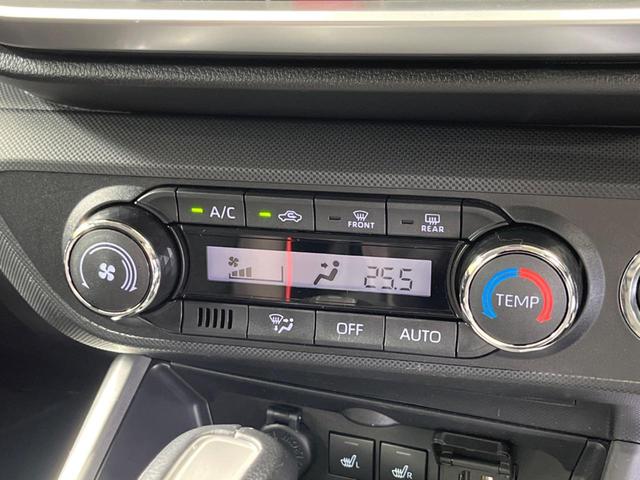 A/C
FRONT
REAR
25.5
TEMP
OFF
AUTO
L
R